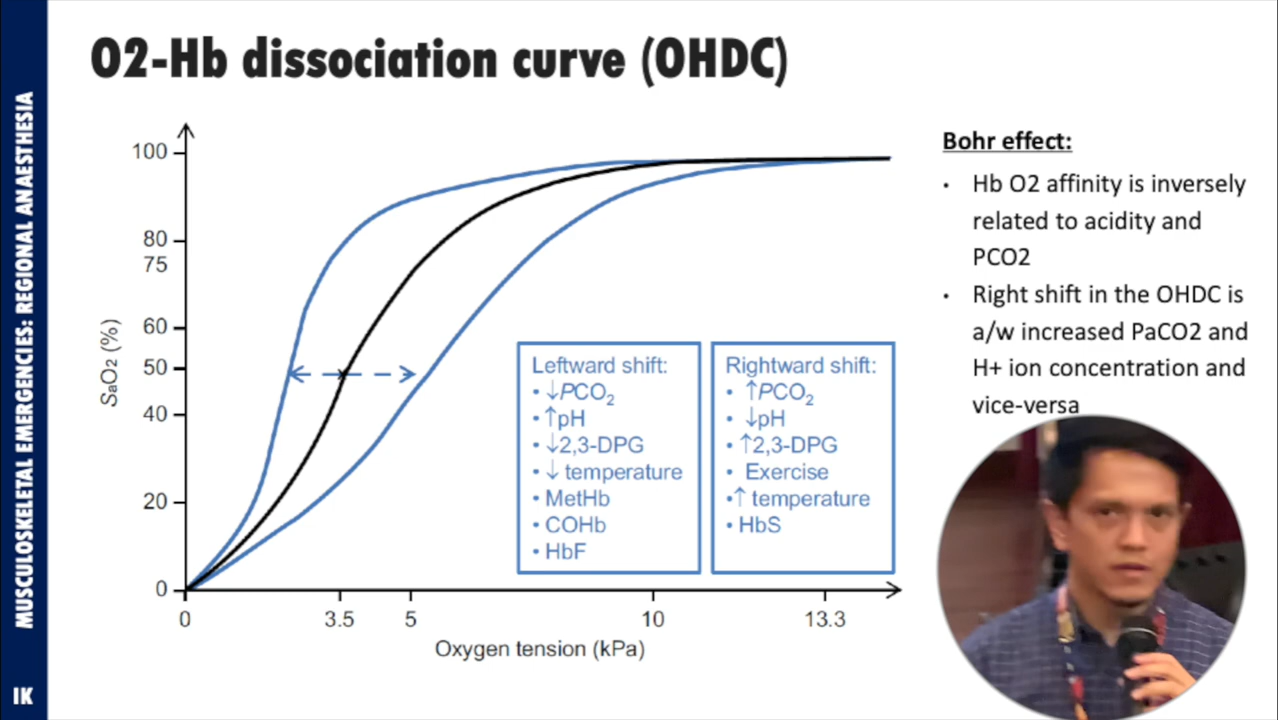 O2-Hb dissociation curve (OHDC)
MUSCULOSKELETAL EMERGENCIES: REGIONAL ANAESTHESIA
IK
SaO2 (%)
100
80
75
60
50
40
20
0
0
3.5
5
10
13.3
Oxygen tension (kPa)
Leftward shift:
• ↓PCO2
• ↑pH
• ↓2,3-DPG
• ↓ temperature
• MetHb
• COHb
• HbF
Rightward shift:
• ↑PCO2
• ↓pH
• ↑2,3-DPG
• Exercise
•↑ temperature
• HbS
Bohr effect:
• Hb O2 affinity is inversely
related to acidity and
PCO2
• Right shift in the OHDC is
a/w increased PaCO2 and
H+ ion concentration and
vice-versa